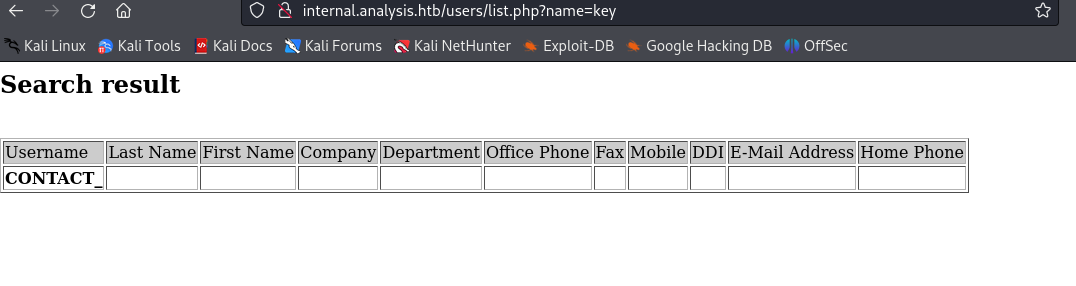 internal.analysis.htb/users/list.php?name=key
Kali Linux Kali Tools Kali Docs Kali Forums Kali NetHunter Exploit-DB Google Hacking DB OffSec
Search result
Username Last Name First Name Company Department Office Phone Fax Mobile DDI E-Mail Address Home Phone
CONTACT_